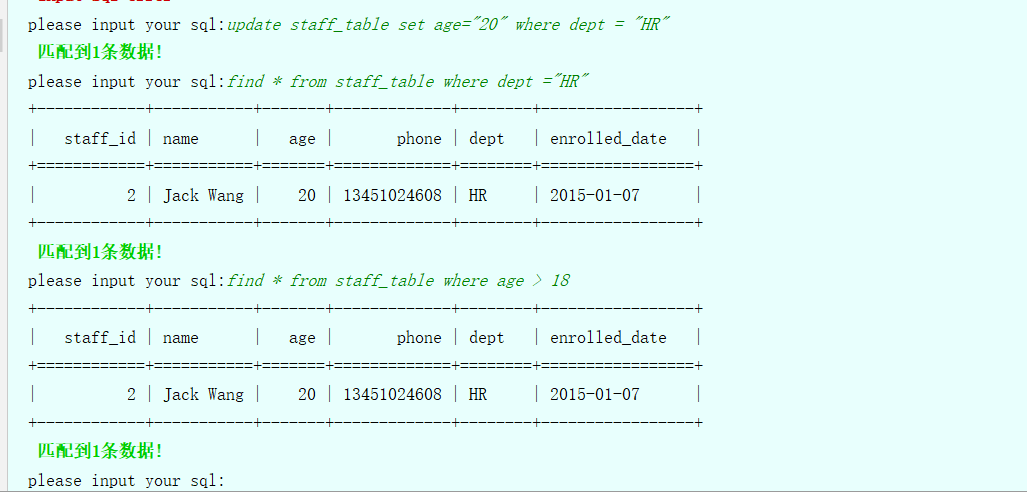 please input your sql:update staff_table set age="20" where dept = "HR"
匹配到1条数据!
please input your sql:find * from staff_table where dept ="HR"
+------------+-----------+-------+-------------+--------+-----------------+
|   staff_id | name      |   age |       phone | dept   | enrolled_date   |
+============+===========+=======+=============+========+=================+
|          2 | Jack Wang |    20 | 13451024608 | HR     | 2015-01-07      |
+------------+-----------+-------+-------------+--------+-----------------+
匹配到1条数据!
please input your sql:find * from staff_table where age > 18
+------------+-----------+-------+-------------+--------+-----------------+
|   staff_id | name      |   age |       phone | dept   | enrolled_date   |
+============+===========+=======+=============+========+=================+
|          2 | Jack Wang |    20 | 13451024608 | HR     | 2015-01-07      |
+------------+-----------+-------+-------------+--------+-----------------+
匹配到1条数据!
please input your sql: